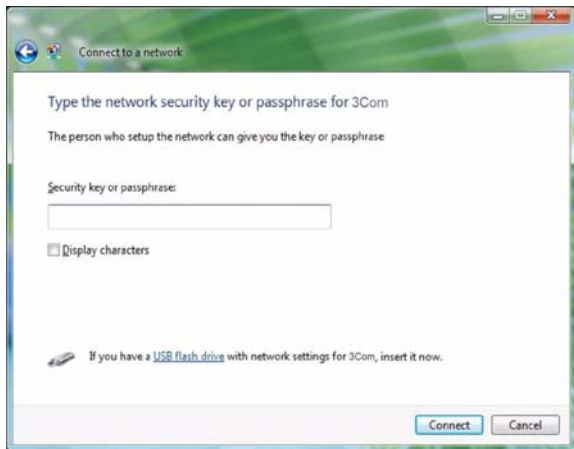 Connect to a network
Type the network security key or passphrase for 3Com
The person who setup the network can give you the key or passphrase
Security key or passphrase:
Display characters
If you have a USB flash drive with network settings for 3Com, insert it now.
Connect Cancel